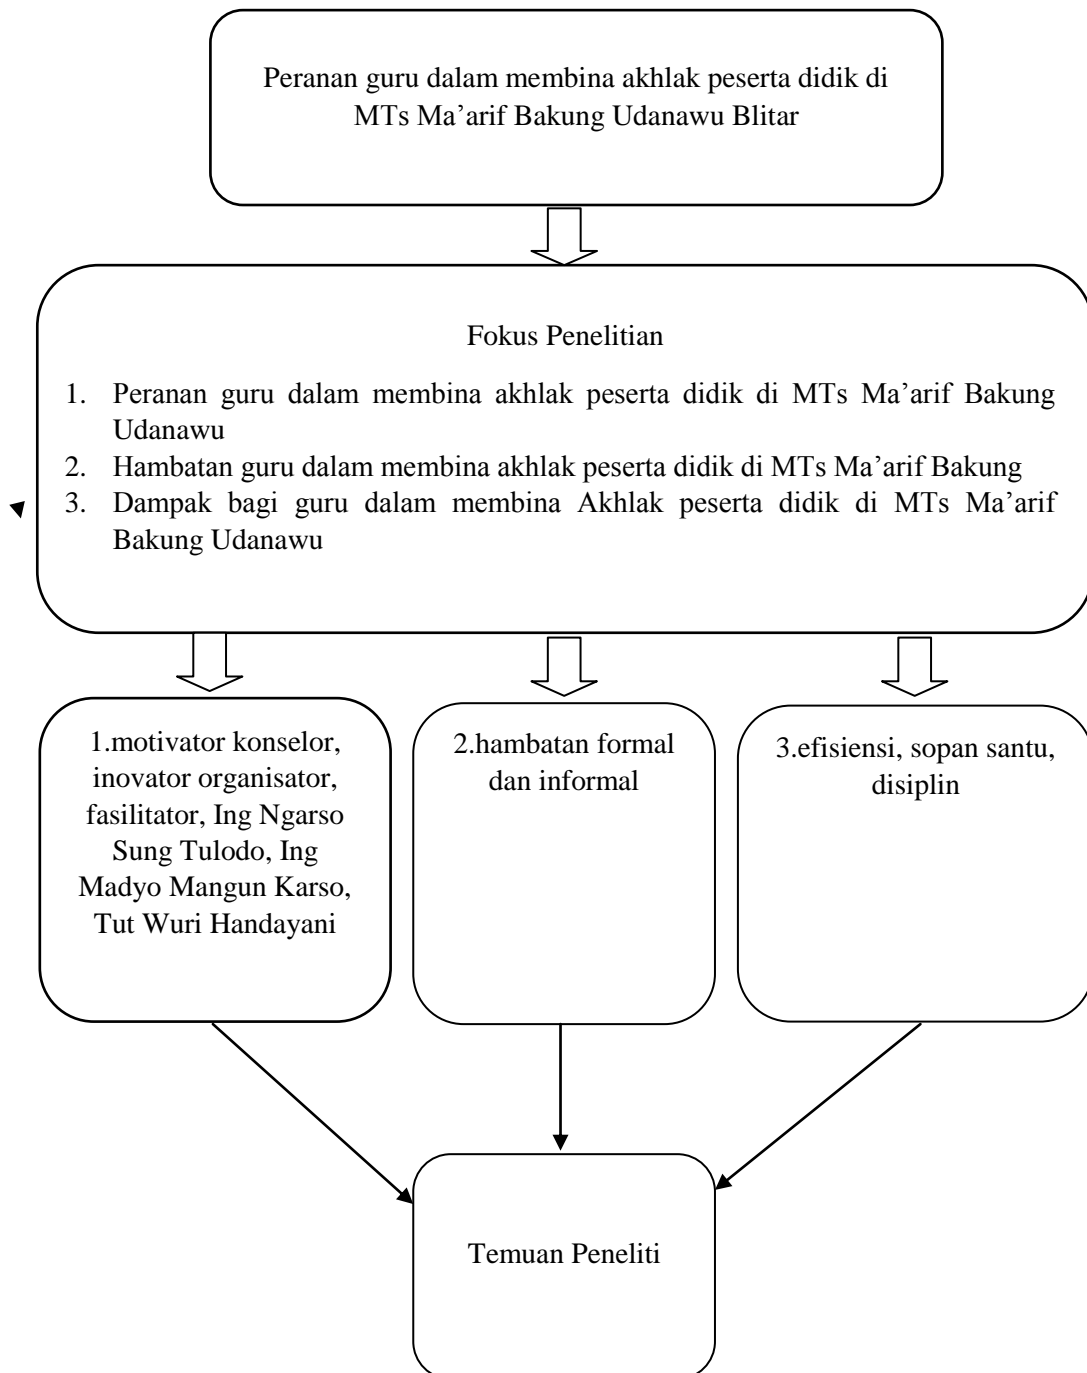 Peranan guru dalam membina akhlak peserta didik di
MTs Ma’arif Bakung Udanawu Blitar
Fokus Penelitian
1. Peranan guru dalam membina akhlak peserta didik di MTs Ma’arif Bakung
Udanawu
2. Hambatan guru dalam membina akhlak peserta didik di MTs Ma’arif Bakung
3. Dampak bagi guru dalam membina Akhlak peserta didik di MTs Ma’arif
Bakung Udanawu
1.motivator konselor,
inovator organisator,
fasilitator, Ing Ngarso
Sung Tulodo, Ing
Madyo Mangun Karso,
Tut Wuri Handayani
2.hambatan formal
dan informal
3.efisiensi, sopan santu,
disiplin
Temuan Peneliti